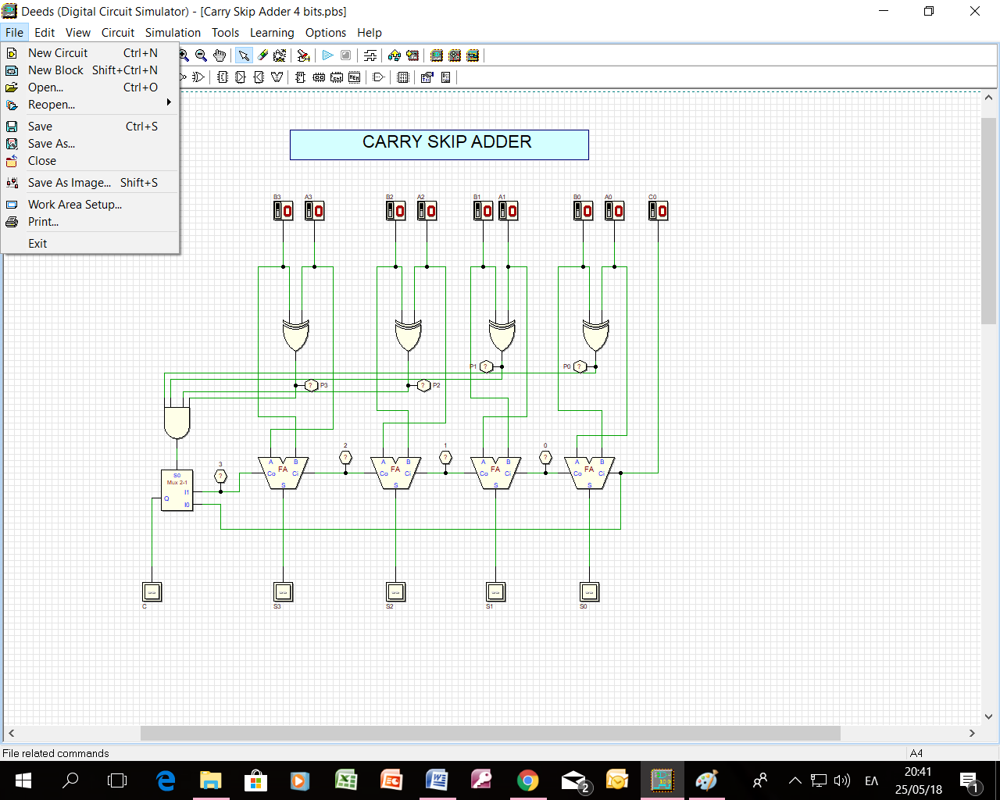 Deeds (Digital Circuit Simulator) - [Carry Skip Adder 4 bits.pbs]
File Edit View Circuit Simulation Tools Learning Options Help
New Circuit Ctrl+N
New Block Shift+Ctrl+N
Open... Ctrl+O
Reopen...
Save Ctrl+S
Save As...
Close
Save As Image... Shift+S
Work Area Setup...
Print...
Exit
CARRY SKIP ADDER
B3 A3 B2 A2 B1 A1 B0 A0 C0
0 0 0 0 0 0 0 0 0
P1 ? P0 ?
? P3 ? P2
2 1 0
? ? ?
3
?
A B A B A B A B
FA FA FA FA
Co Ci Co Ci Co Ci Co Ci
S S S S
S0
Mux 2-1
I1
Q
I0
C S3 S2 S1 S0
File related commands
A4
2
ΕΛ
20:41
25/05/18
1